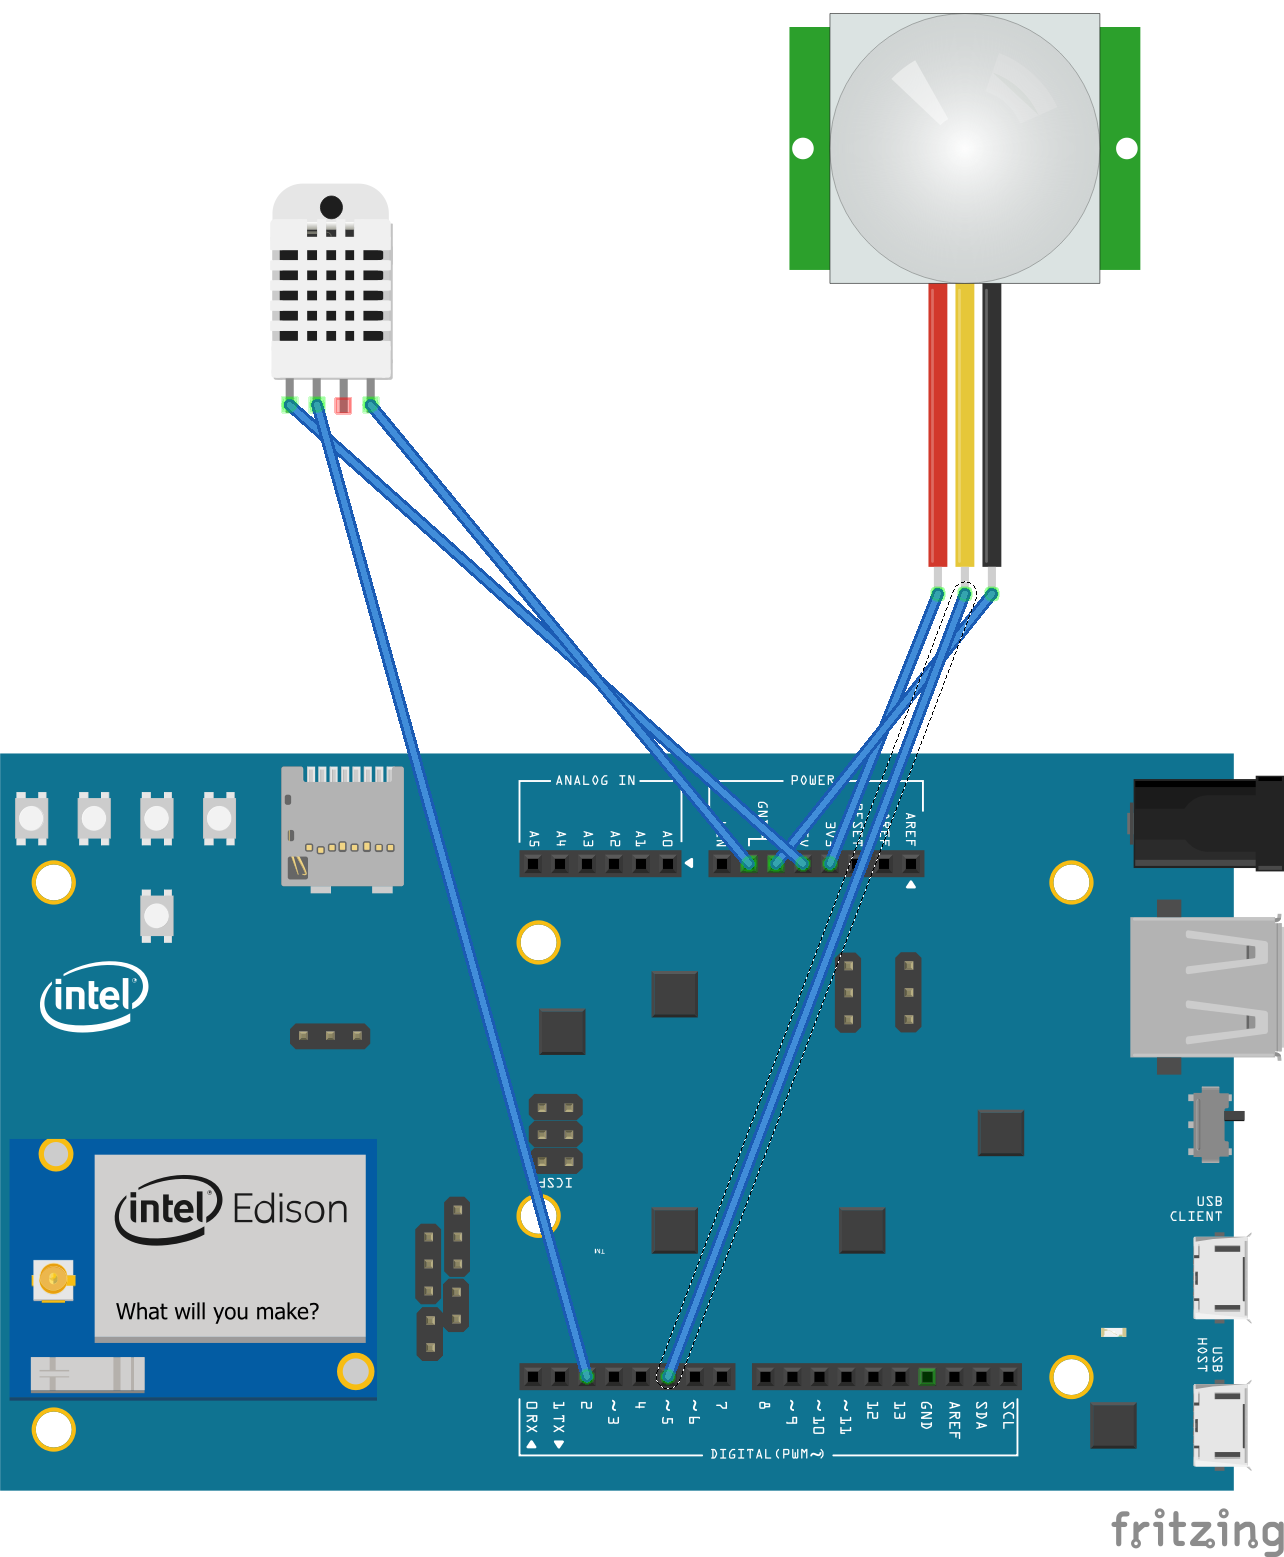 ANALOG IN
POWER
A5
A4
A3
A2
A1
A0
GND
3V3
AREF
intel
ICSP
TM
intel Edison
What will you make?
USB
CLIENT
USB
HOST
0 RX
1 TX
2
~3
4
~5
~6
7
8
~9
~10
~11
12
13
GND
AREF
SDA
SCL
DIGITAL(PWM~)
fritzing